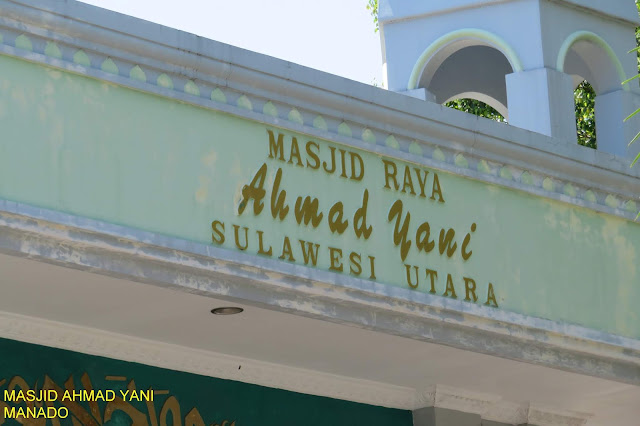 MASJID RAYA
Ahmad Yani
SULAWESI UTARA
MASJID AHMAD YANI
MANADO